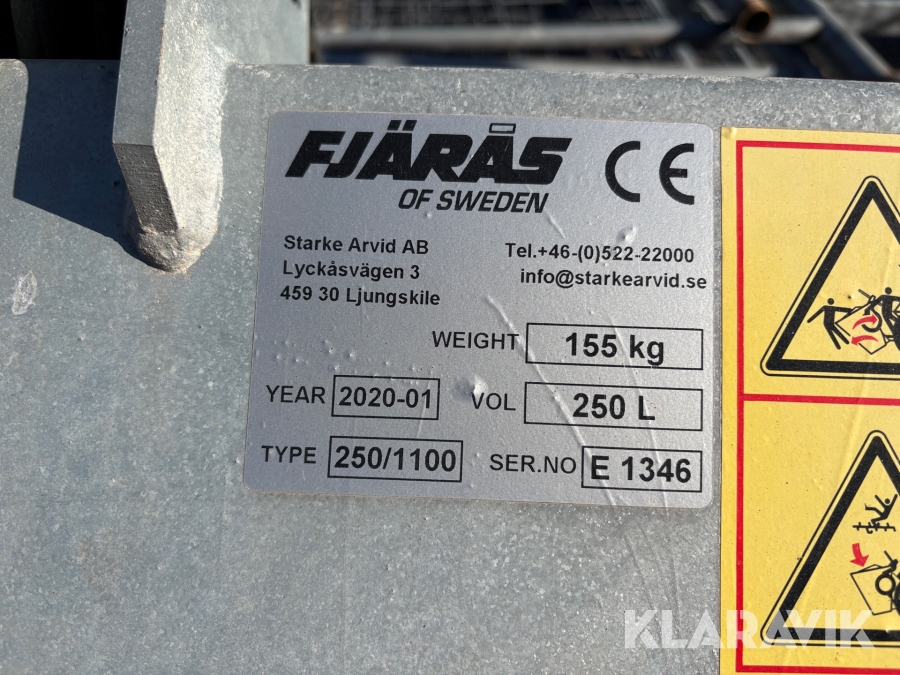 FJÄRÅS
OF SWEDEN
CE
Starke Arvid AB
Lyckåsvägen 3
459 30 Ljungskile
Tel.+46-(0)522-22000
info@starkearvid.se
WEIGHT 155 kg
YEAR 2020-01 VOL 250 L
TYPE 250/1100 SER.NO E 1346
KLARAVIK